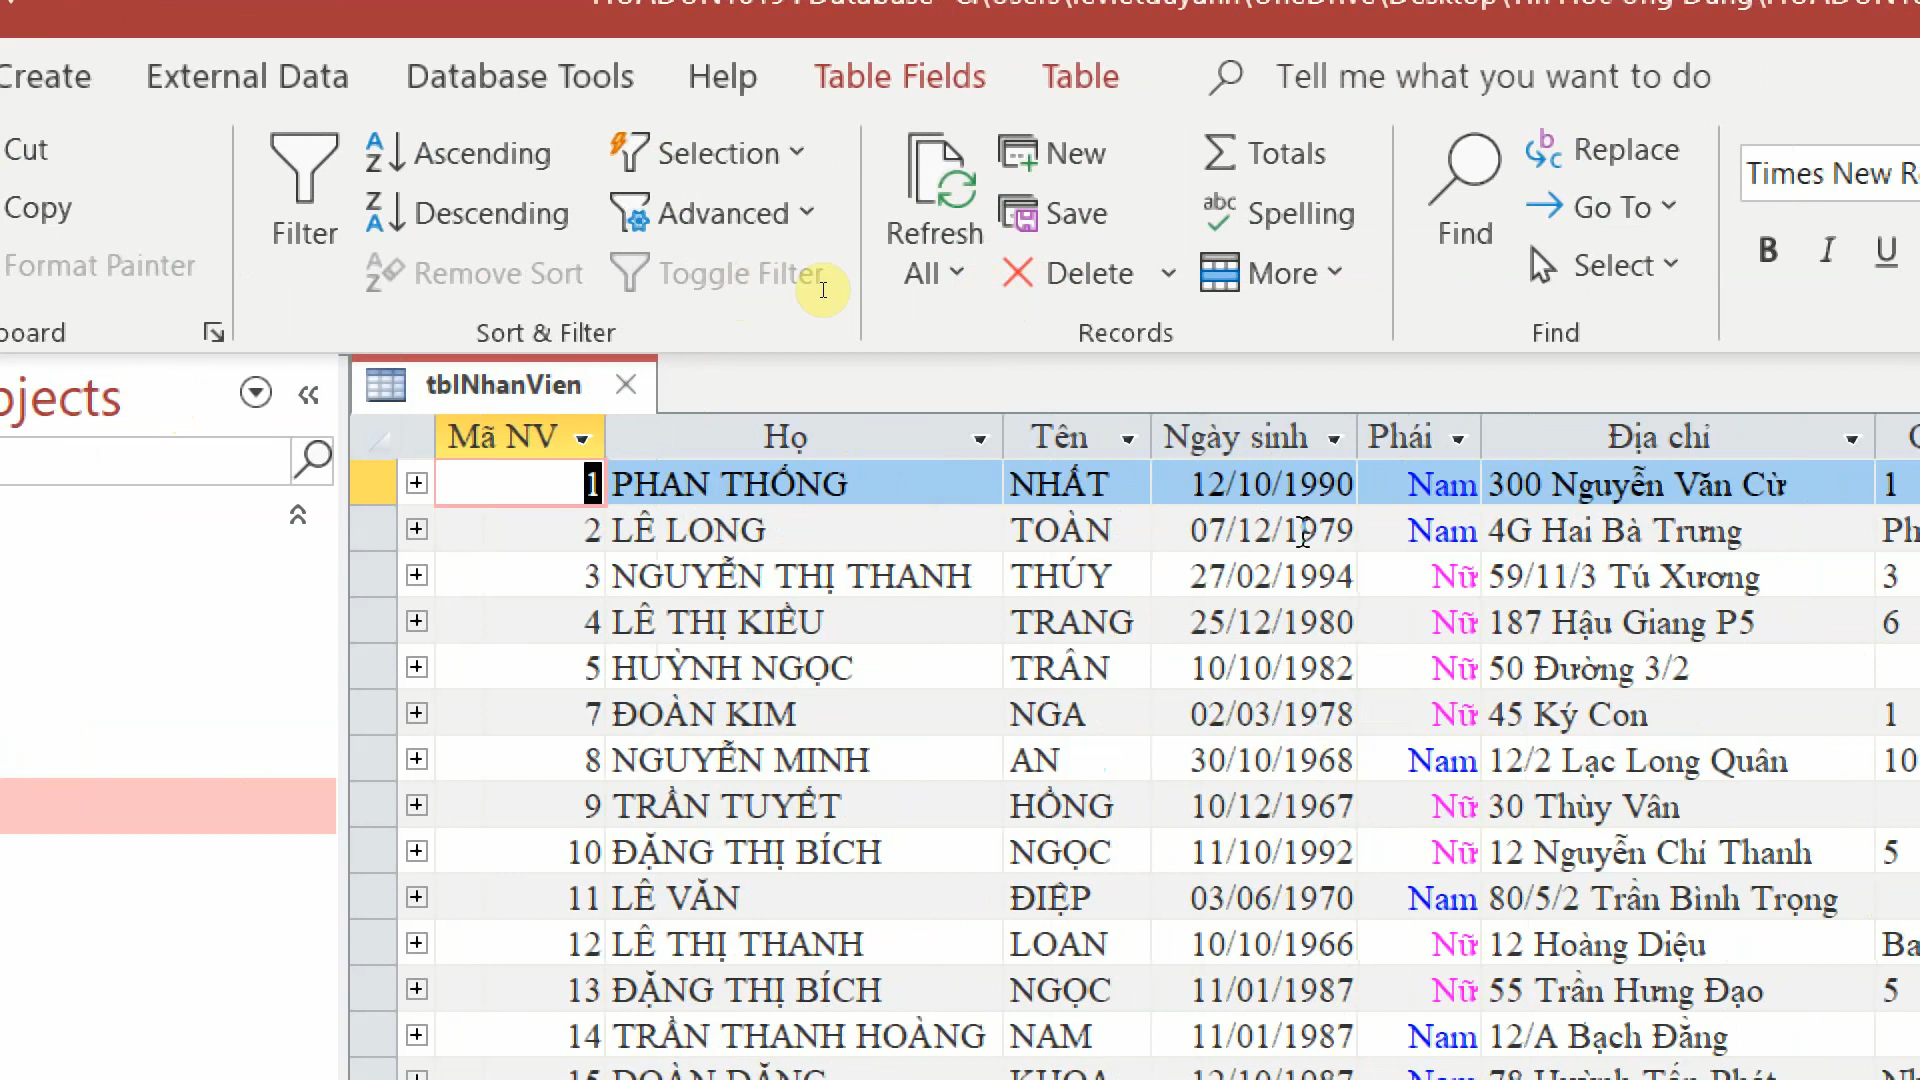 Create External Data Database Tools Help Table Fields Table Tell me what you want to do
Cut Ascending Selection New Totals Replace Times New
Copy Descending Advanced Save Spelling Go To
Filter Refresh Find
Format Painter Remove Sort Toggle Filter All Delete More Select B I U
Sort & Filter Records Find
tblNhanVien
Mã NV Họ Tên Ngày sinh Phái Địa chỉ
1 PHAN THỐNG NHẤT 12/10/1990 Nam 300 Nguyễn Văn Cừ 1
2 LÊ LONG TOÀN 07/12/1979 Nam 4G Hai Bà Trưng
3 NGUYỄN THỊ THANH THÚY 27/02/1994 Nữ 59/11/3 Tú Xương 3
4 LÊ THỊ KIỀU TRANG 25/12/1980 Nữ 187 Hậu Giang P5 6
5 HUỲNH NGỌC TRÂN 10/10/1982 Nữ 50 Đường 3/2
7 ĐOÀN KIM NGA 02/03/1978 Nữ 45 Ký Con 1
8 NGUYỄN MINH AN 30/10/1968 Nam 12/2 Lạc Long Quân 10
9 TRẦN TUYẾT HỒNG 10/12/1967 Nữ 30 Thùy Vân
10 ĐẶNG THỊ BÍCH NGỌC 11/10/1992 Nữ 12 Nguyễn Chí Thanh 5
11 LÊ VĂN ĐIỆP 03/06/1970 Nam 80/5/2 Trần Bình Trọng
12 LÊ THỊ THANH LOAN 10/10/1966 Nữ 12 Hoàng Diệu Ba
13 ĐẶNG THỊ BÍCH NGỌC 11/01/1987 Nữ 55 Trần Hưng Đạo 5
14 TRẦN THANH HOÀNG NAM 11/01/1987 Nam 12/A Bạch Đằng